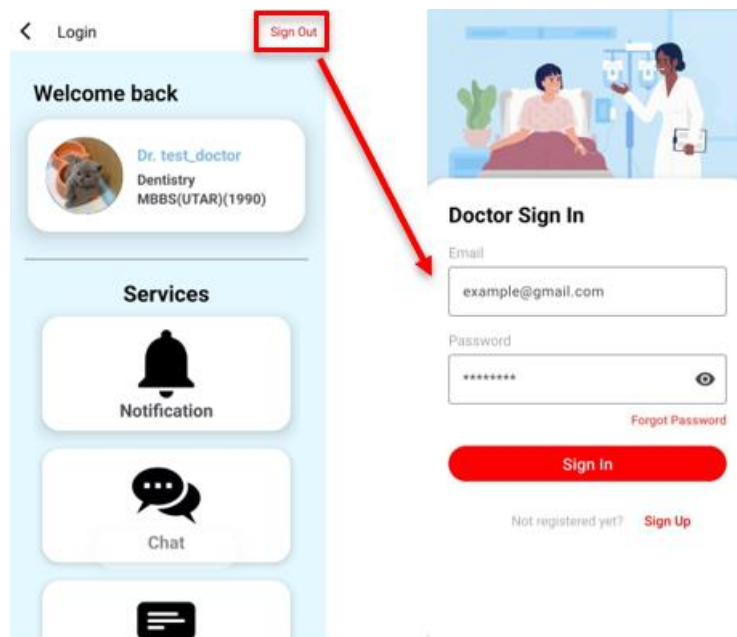 Login
Sign Out
Welcome back
Dr. test_doctor
Dentistry
MBBS(UTAR)(1990)
Services
Notification
Chat
Doctor Sign In
Email
example@gmail.com
Password
********
Forgot Password
Sign In
Not registered yet? Sign Up